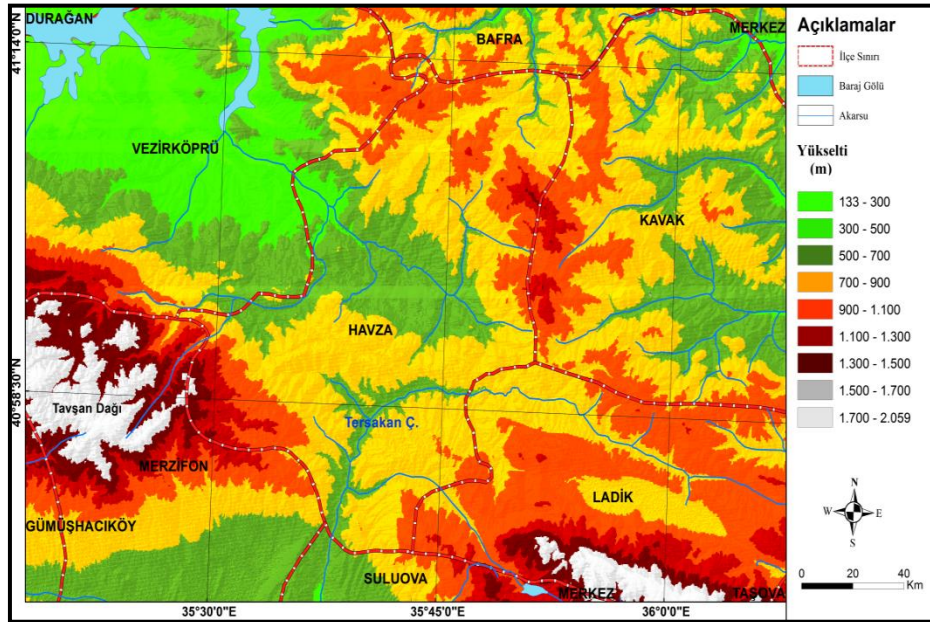 DURAĞAN
BAFRA
MERKEZ
VEZİRKÖPRÜ
KAVAK
HAVZA
Tavşan Dağı
Tersakan Ç.
MERZİFON
LADİK
GÜMÜŞHACIKÖY
SULUOVA
MERKEZ
TAŞOVA
41°14'0"N
40°58'30"N
35°30'0"E
35°45'0"E
36°0'0"E
Açıklamalar
İlçe Sınırı
Baraj Gölü
Akarsu
Yükselti
(m)
133 - 300
300 - 500
500 - 700
700 - 900
900 - 1.100
1.100 - 1.300
1.300 - 1.500
1.500 - 1.700
1.700 - 2.059
N
W E
S
0 20 40
Km